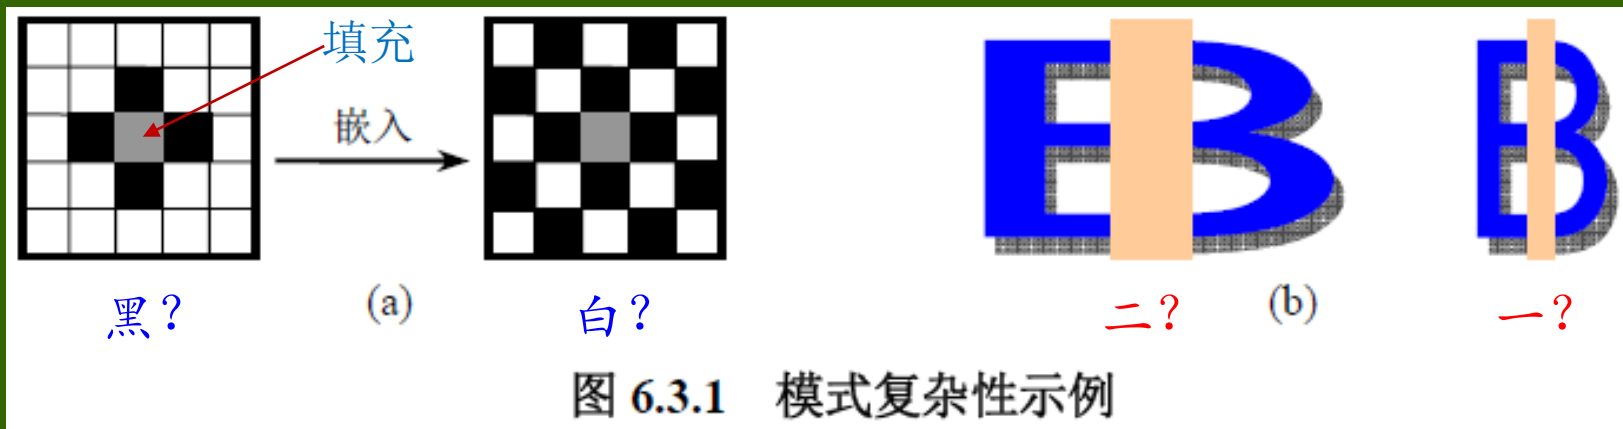 填充
嵌入
黑？
(a)
白？
二？
(b)
一？
图 6.3.1 模式复杂性示例